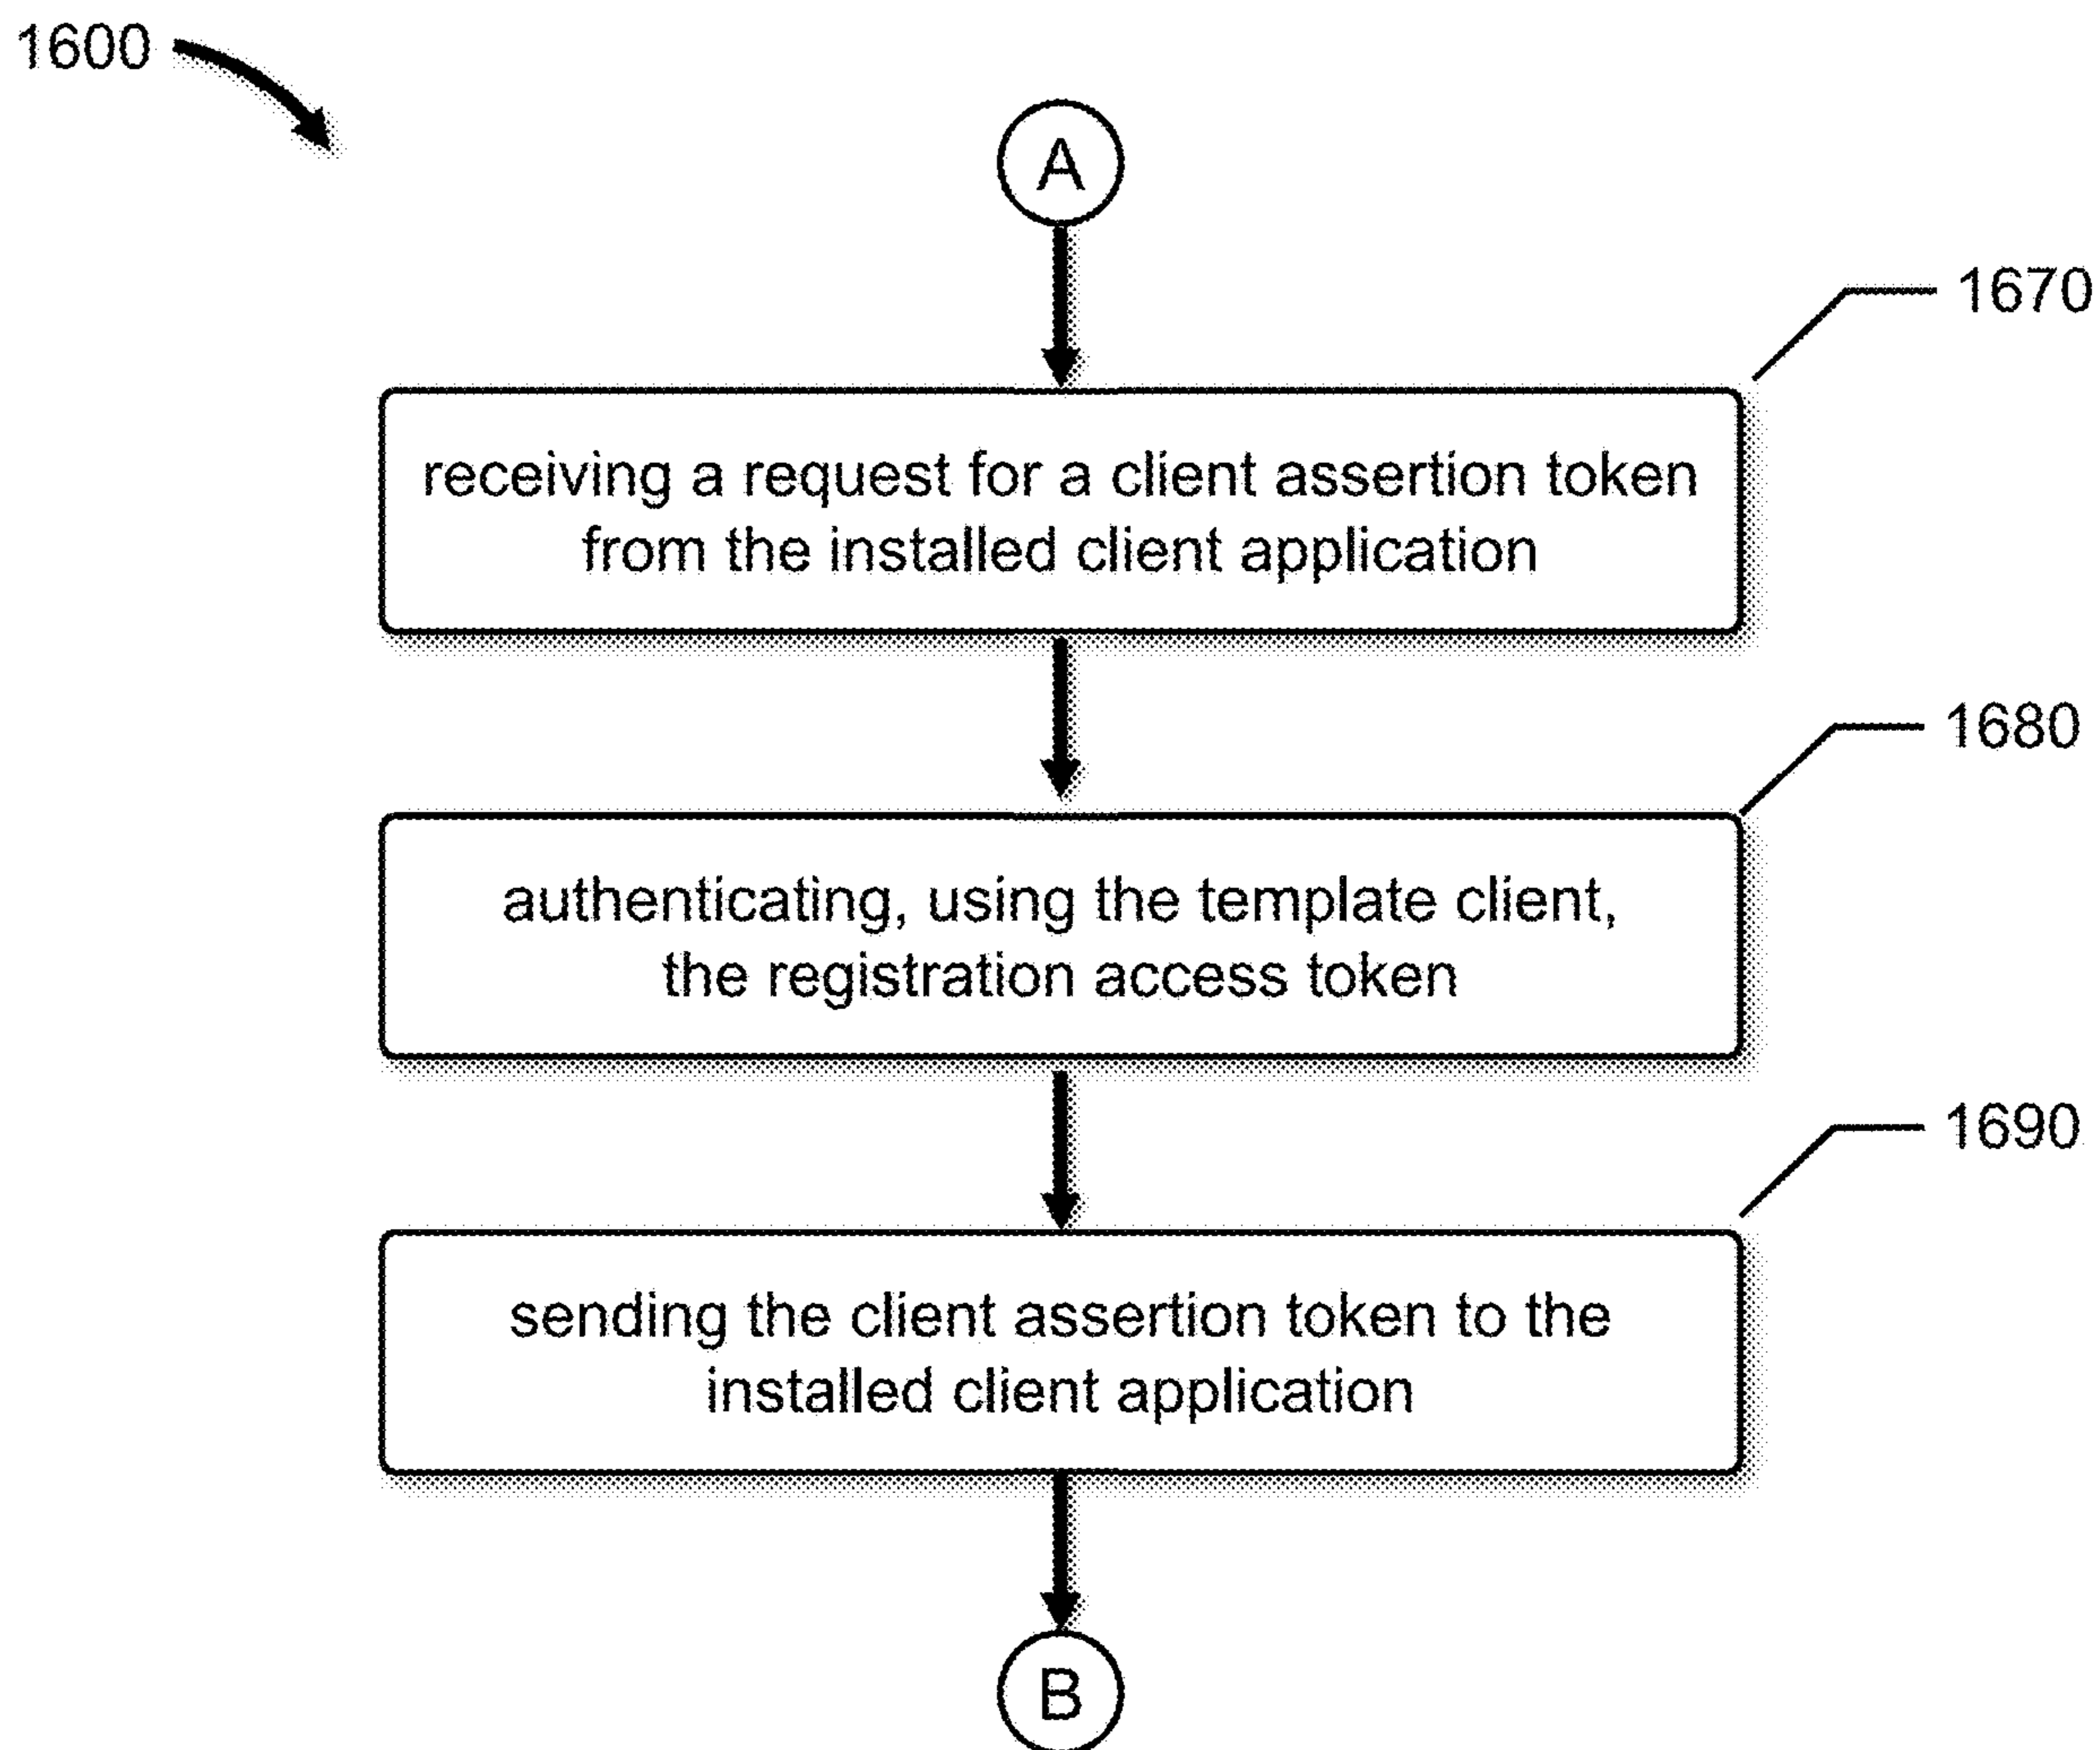 1600
A
1670
receiving a request for a client assertion token
from the installed client application
1680
authenticating, using the template client,
the registration access token
1690
sending the client assertion token to the
installed client application
B